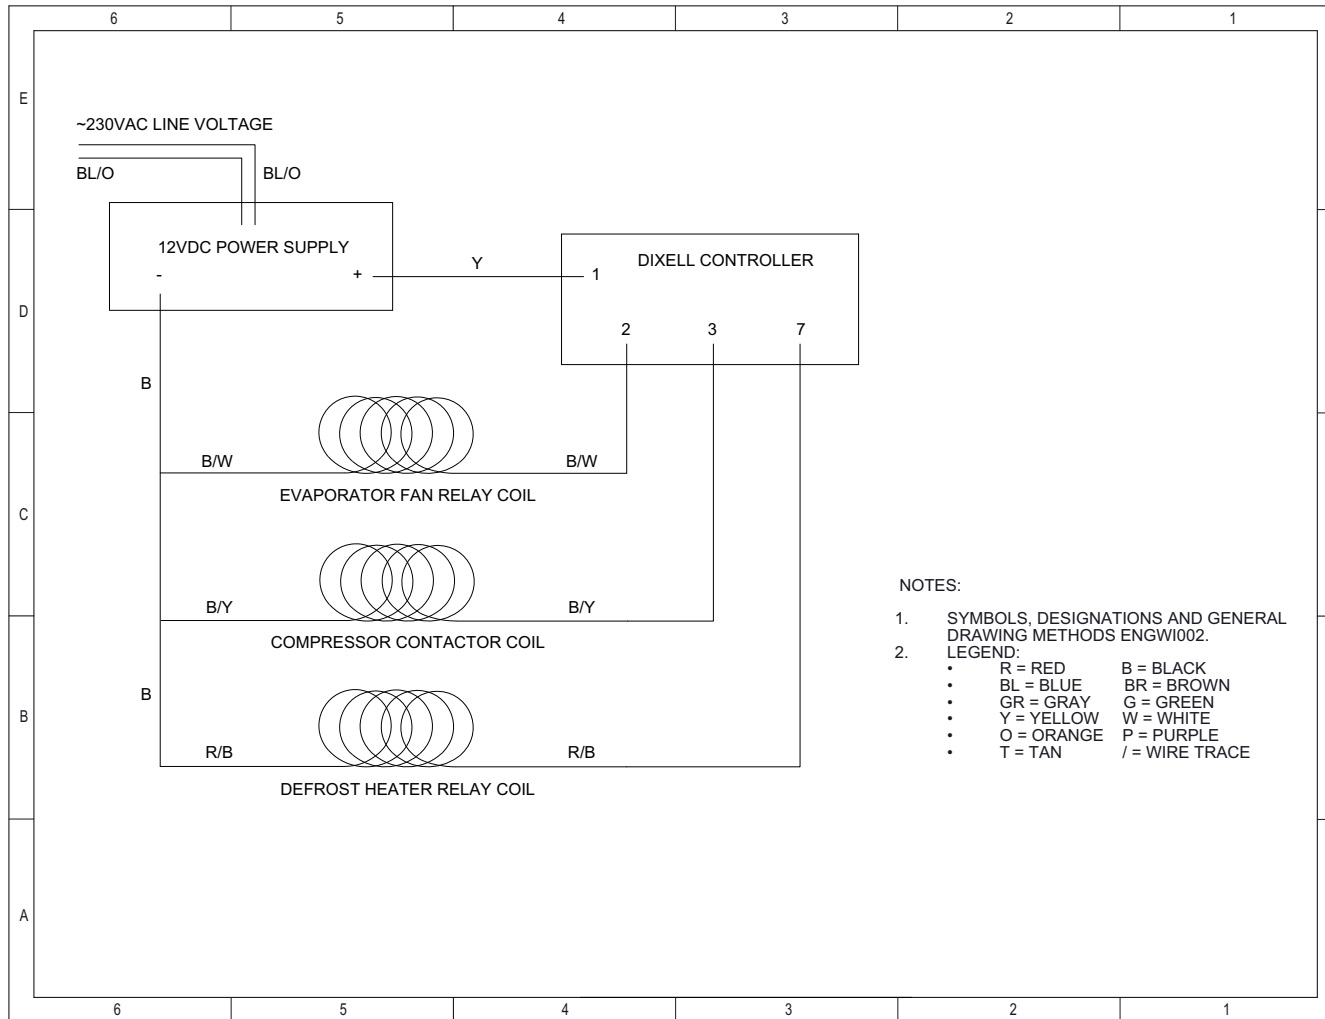 6 5 4 3 2 1
E
~230VAC LINE VOLTAGE
BL/O BL/O
12VDC POWER SUPPLY
- +
Y
DIXELL CONTROLLER
1
2 3 7
D
B
B/W B/W
EVAPORATOR FAN RELAY COIL
C
B/Y B/Y
COMPRESSOR CONTACTOR COIL
B
B
R/B R/B
DEFROST HEATER RELAY COIL
NOTES:
1. SYMBOLS, DESIGNATIONS AND GENERAL
DRAWING METHODS ENGWI002.
2. LEGEND:
• R = RED B = BLACK
• BL = BLUE BR = BROWN
• GR = GRAY G = GREEN
• Y = YELLOW W = WHITE
• O = ORANGE P = PURPLE
• T = TAN / = WIRE TRACE
A
6 5 4 3 2 1